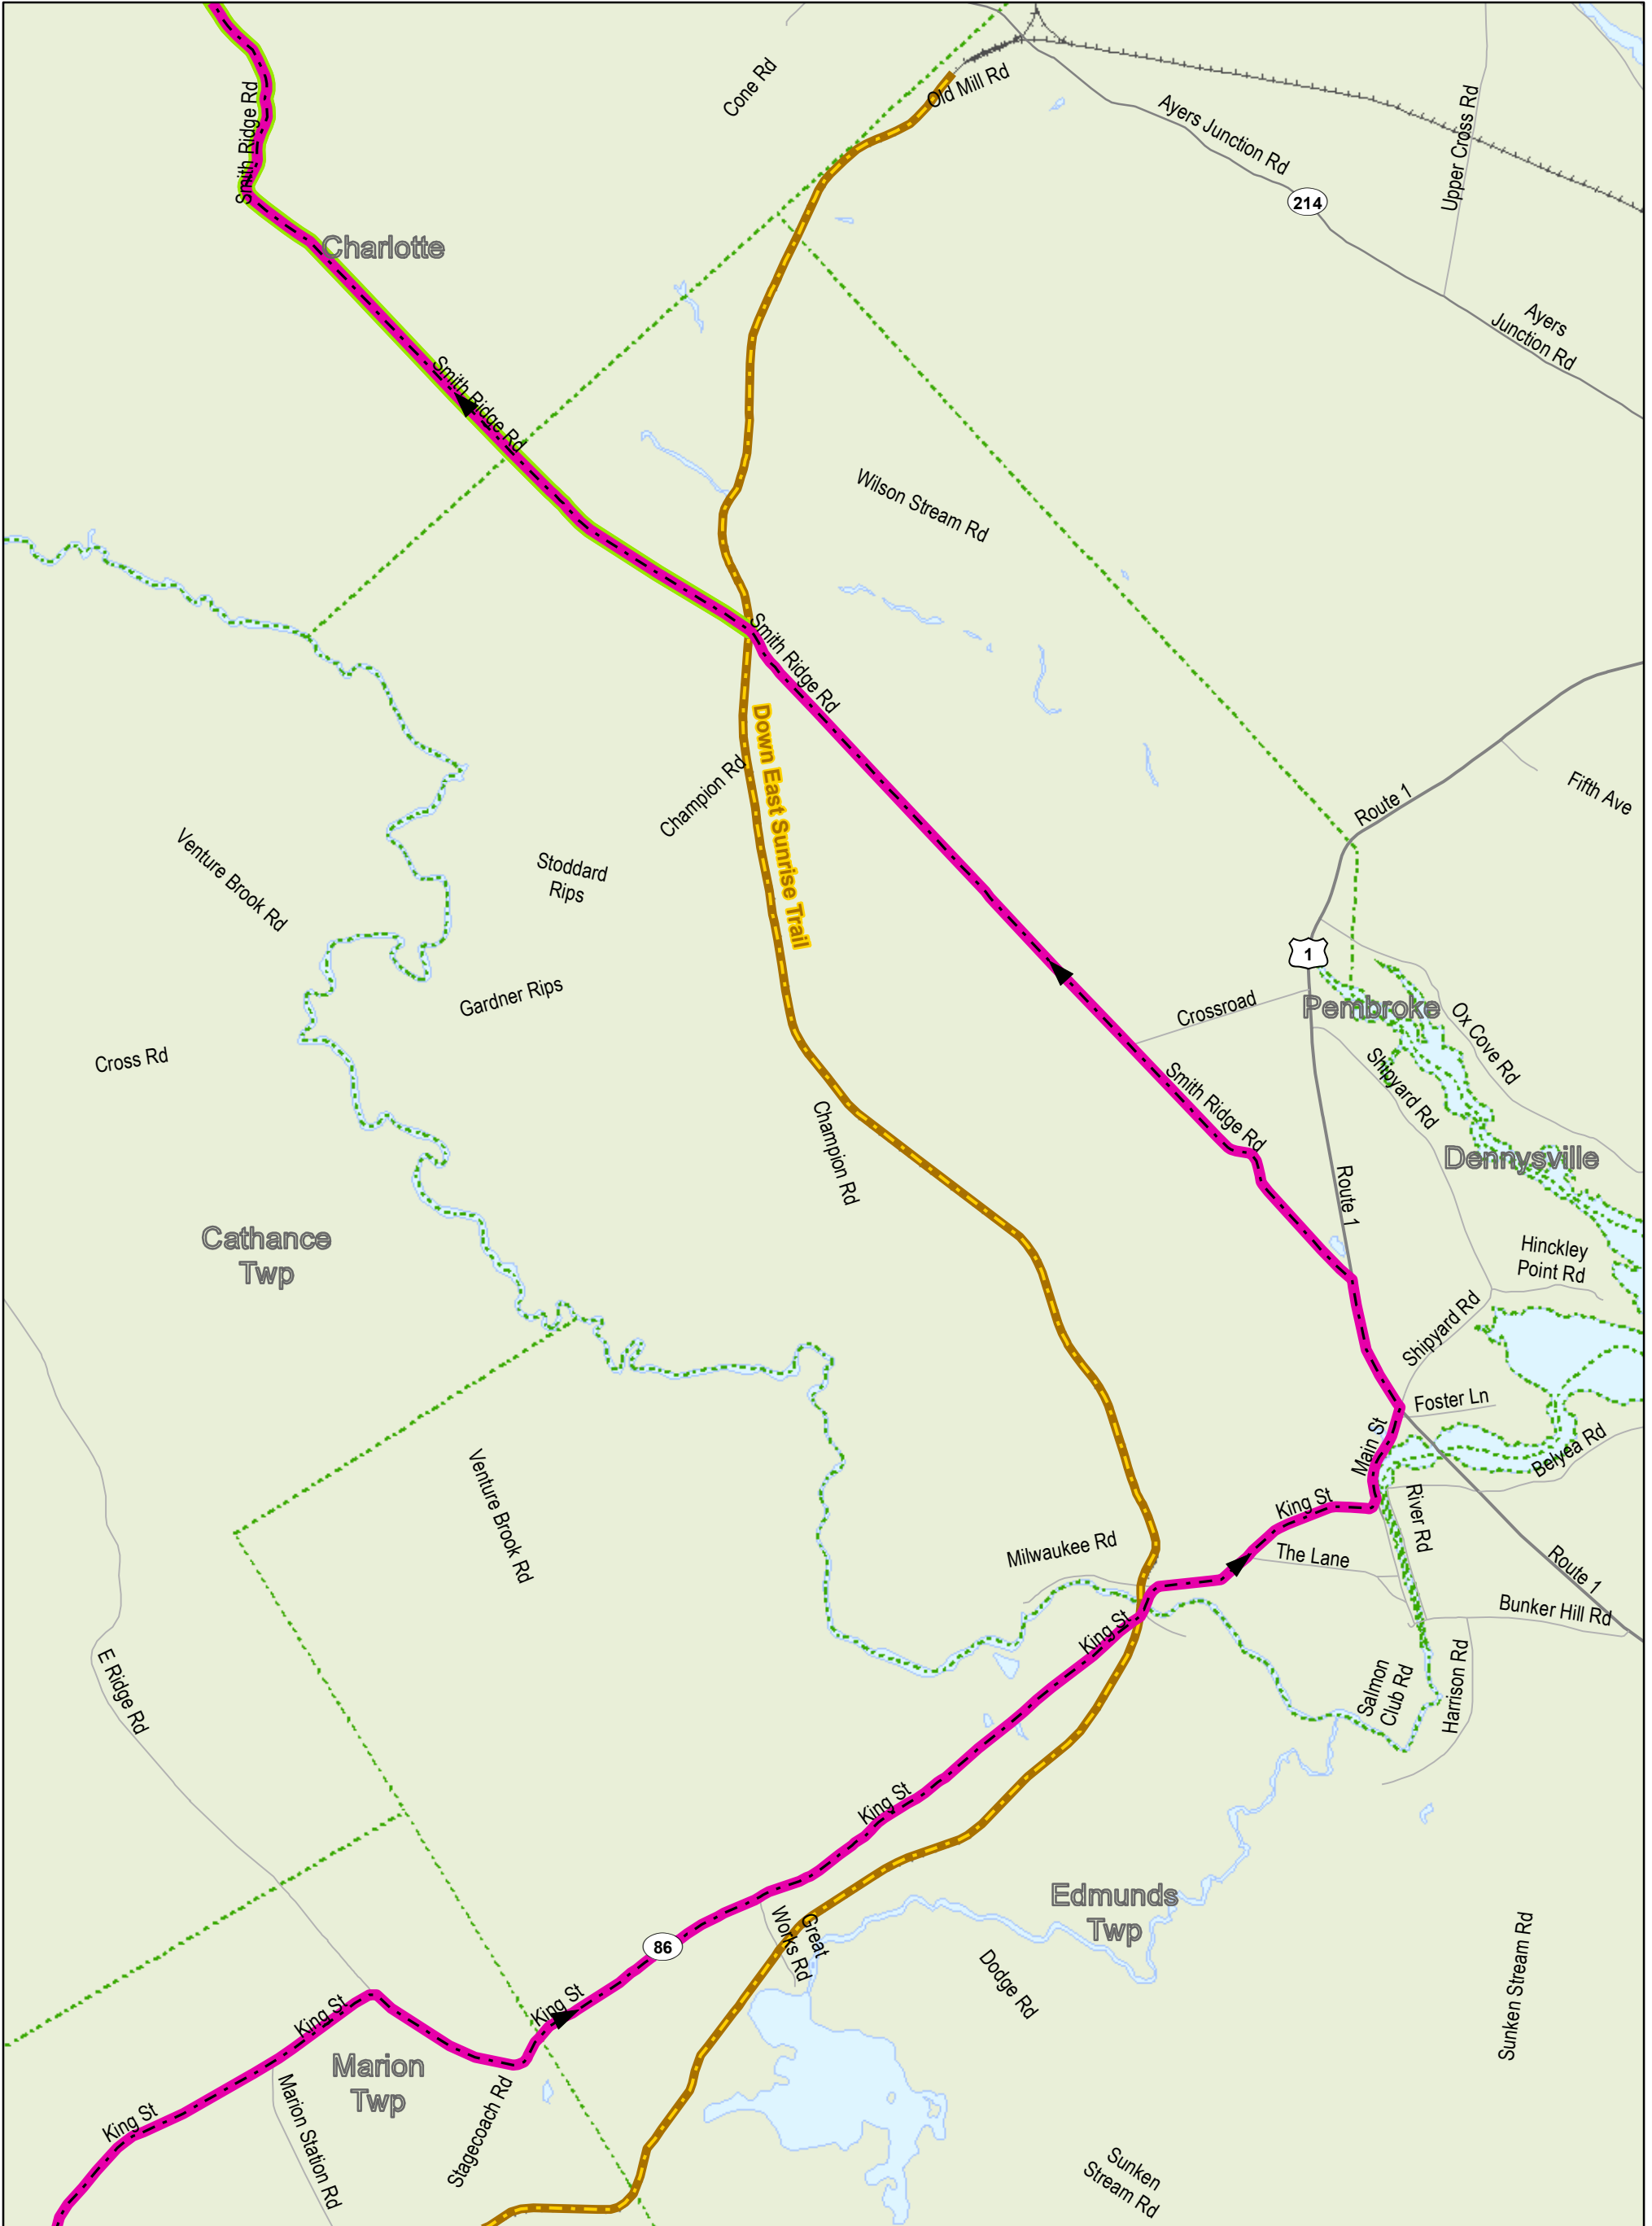 Smith Ridge Rd
Cone Rd
Old Mill Rd
Ayers Junction Rd
Upper Cross Rd
214
Charlotte
Ayers
Junction Rd
Smith Ridge Rd
Wilson Stream Rd
Smith Ridge Rd
Down East Sunrise Trail
Champion Rd
Route 1
Fifth Ave
Venture Brook Rd
Stoddard
Rips
1
Gardner Rips
Crossroad
Pembroke
Ox Cove Rd
Cross Rd
Shipyard Rd
Smith Ridge Rd
Champion Rd
Dennysville
Route 1
Cathance
Twp
Hinckley
Point Rd
Shipyard Rd
Foster Ln
Main St
Belyea Rd
Venture Brook Rd
King St
River Rd
Milwaukee Rd
The Lane
Route 1
Bunker Hill Rd
King St
E Ridge Rd
Salmon
Club Rd
Harrison Rd
King St
Edmunds
Twp
Great
Works Rd
86
Dodge Rd
Sunken Stream Rd
King St
King St
Marion
Twp
King St
Marion Station Rd
Stagecoach Rd
Sunken
Stream Rd